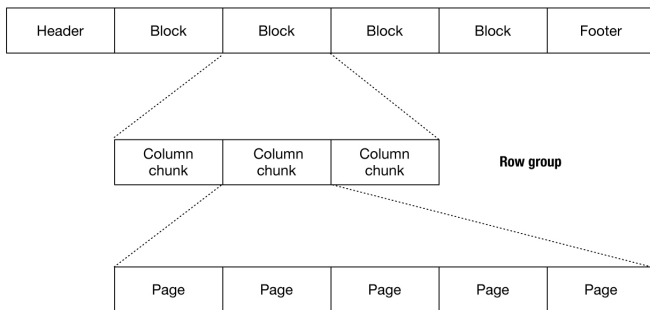 Header Block Block Block Block Footer
Column chunk Column chunk Column chunk Row group
Page Page Page Page Page